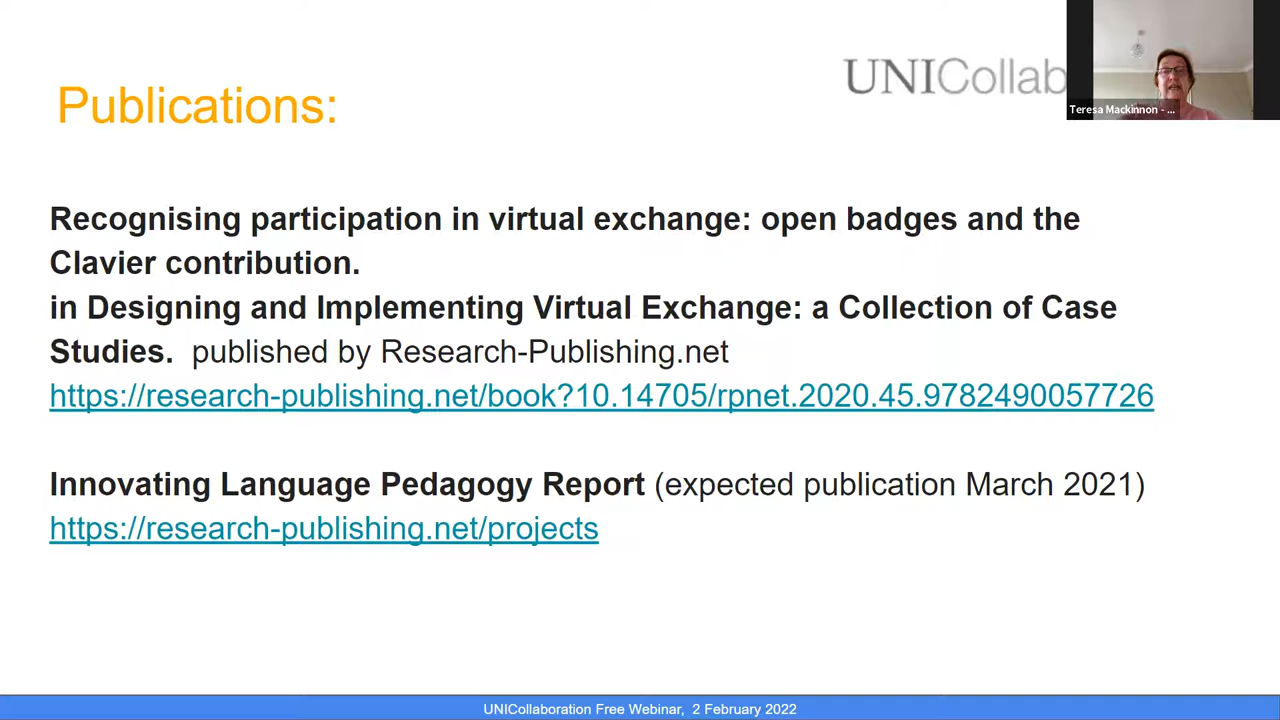 UNICollab
Teresa Mackinnon - ...
Publications:
Recognising participation in virtual exchange: open badges and the
Clavier contribution.
in Designing and Implementing Virtual Exchange: a Collection of Case
Studies. published by Research-Publishing.net
https://research-publishing.net/book?10.14705/rpnet.2020.45.9782490057726
Innovating Language Pedagogy Report (expected publication March 2021)
https://research-publishing.net/projects
UNICollaboration Free Webinar, 2 February 2022